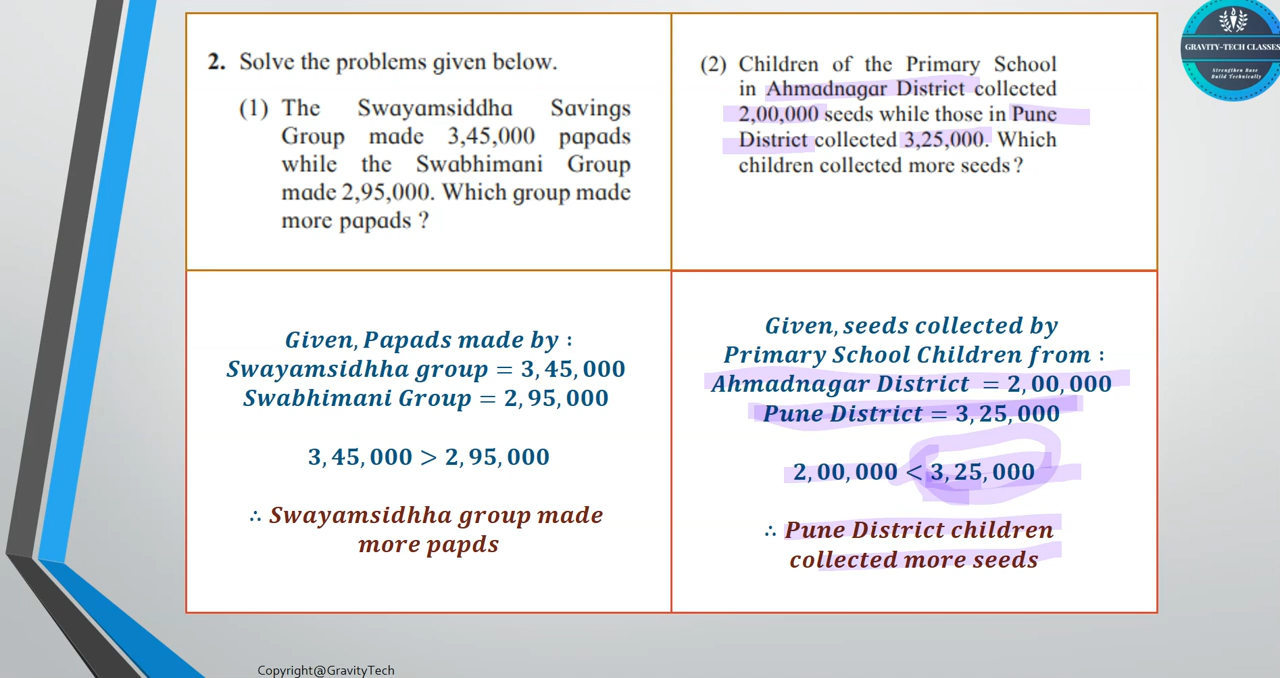 2. Solve the problems given below.
(1) The Swayamsiddha Savings
Group made 3,45,000 papads
while the Swabhimani Group
made 2,95,000. Which group made
more papads ?
(2) Children of the Primary School
in Ahmadnagar District collected
2,00,000 seeds while those in Pune
District collected 3,25,000. Which
children collected more seeds ?
GRAVITY-TECH CLASSES
Strengthen Base
Build Technically
Given, Papads made by :
Swayamsidhha group = 3, 45, 000
Swabhimani Group = 2, 95, 000
3, 45, 000 > 2, 95, 000
∴ Swayamsidhha group made
more papds
Given, seeds collected by
Primary School Children from :
Ahmadnagar District = 2, 00, 000
Pune District = 3, 25, 000
2, 00, 000 < 3, 25, 000
∴ Pune District children
collected more seeds
Copyright@GravityTech